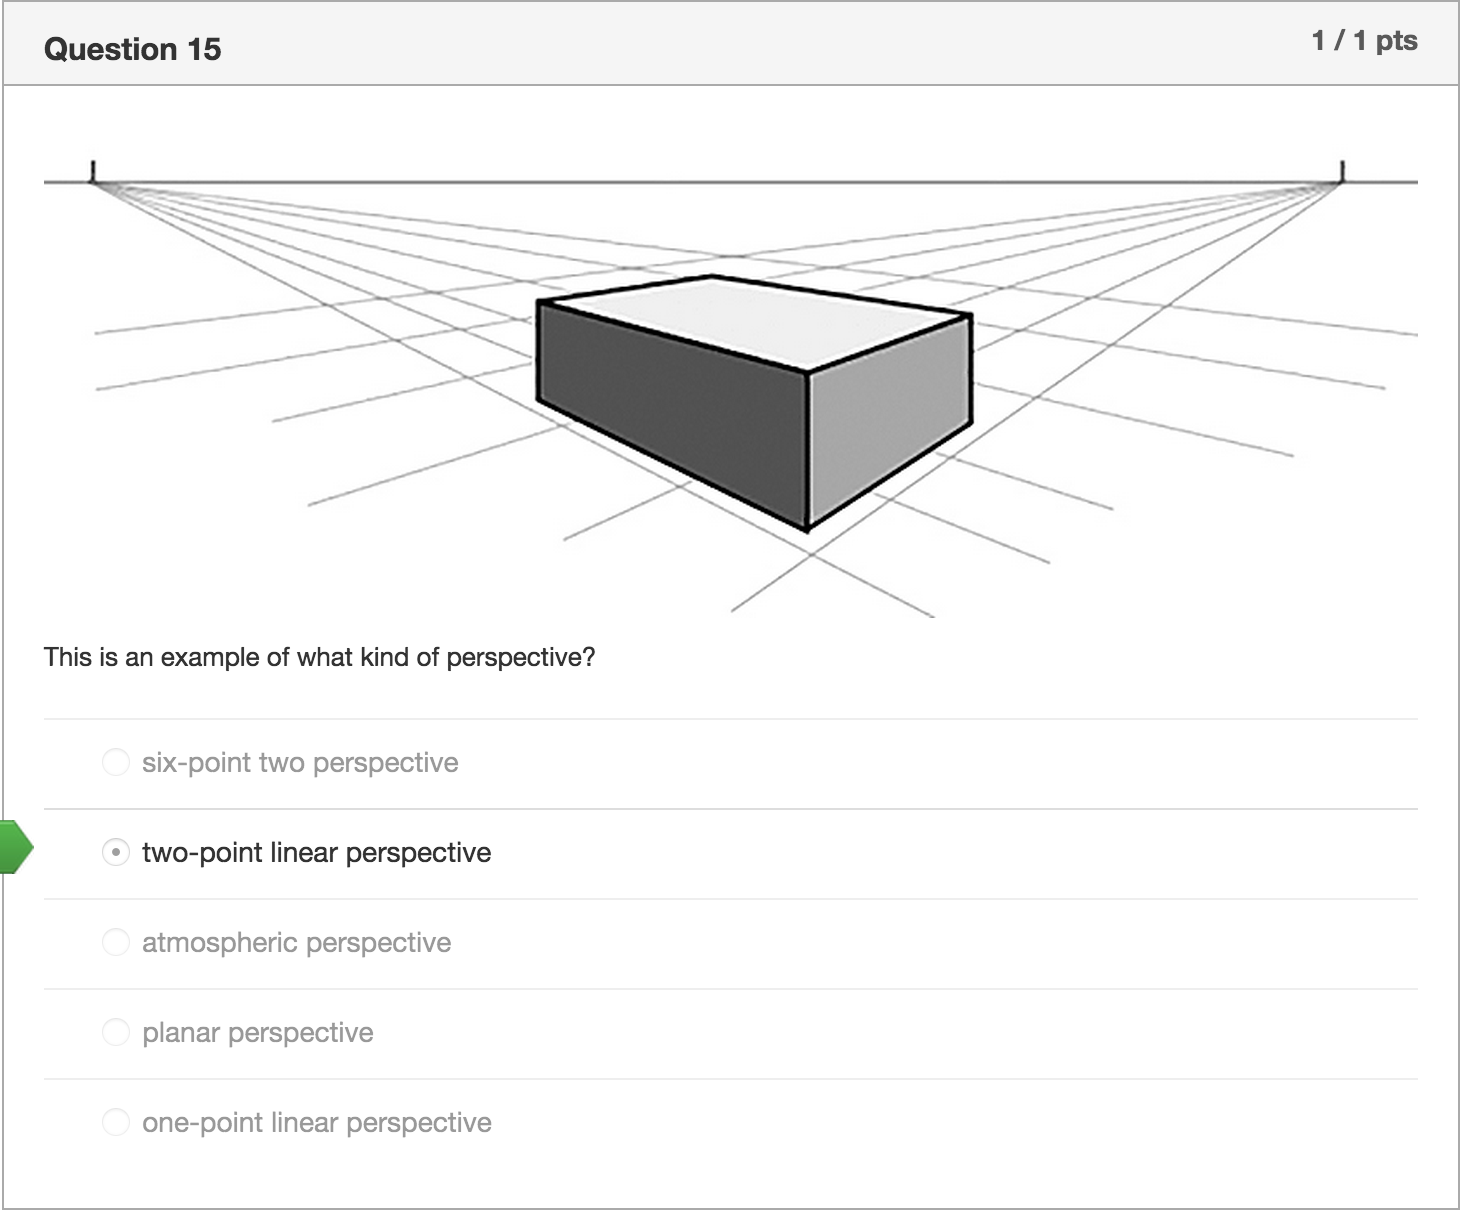 Question 15
1 / 1 pts
This is an example of what kind of perspective?
six-point two perspective
two-point linear perspective
atmospheric perspective
planar perspective
one-point linear perspective